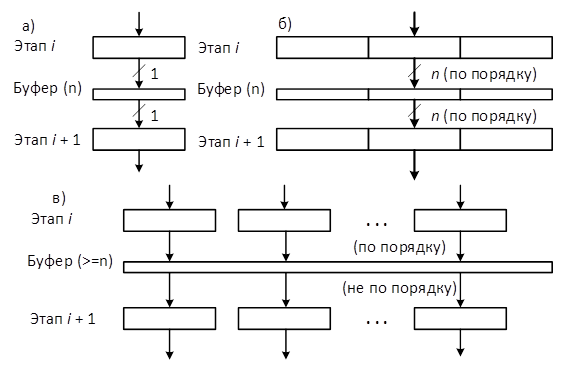 а)
Этап i
1
Буфер (n)
1
Этап i + 1
б)
Этап i
n (по порядку)
Буфер (n)
n (по порядку)
Этап i + 1
в)
Этап i
. . .
(по порядку)
Буфер (>=n)
(не по порядку)
Этап i + 1
. . .